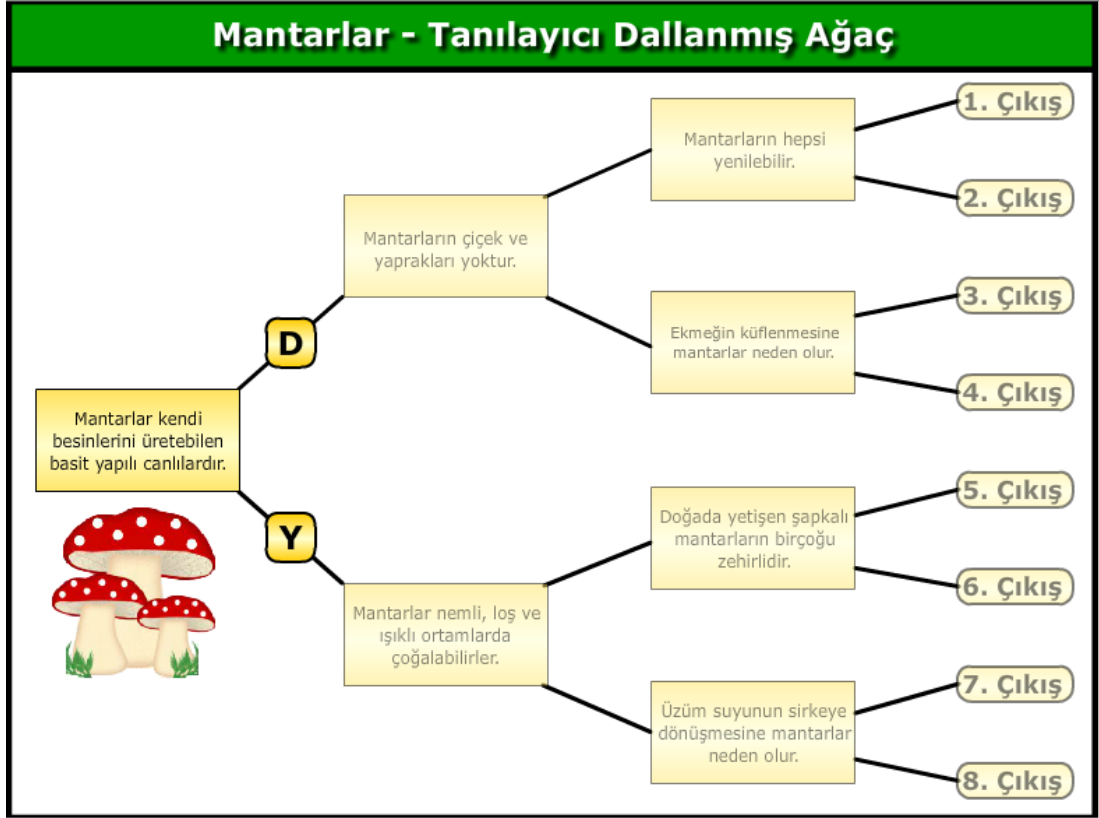 Mantarlar - Tanılayıcı Dallanmış Ağaç
Mantarlar kendi
besinlerini üretebilen
basit yapılı canlılardır.
D
Y
Mantarların çiçek ve
yaprakları yoktur.
Mantarlar nemli, loş ve
ışıklı ortamlarda
çoğalabilirler.
Mantarların hepsi
yenilebilir.
Ekmeğin küflenmesine
mantarlar neden olur.
Doğada yetişen şapkalı
mantarların birçoğu
zehirlidir.
Üzüm suyunun sirkeye
dönüşmesine mantarlar
neden olur.
1. Çıkış
2. Çıkış
3. Çıkış
4. Çıkış
5. Çıkış
6. Çıkış
7. Çıkış
8. Çıkış